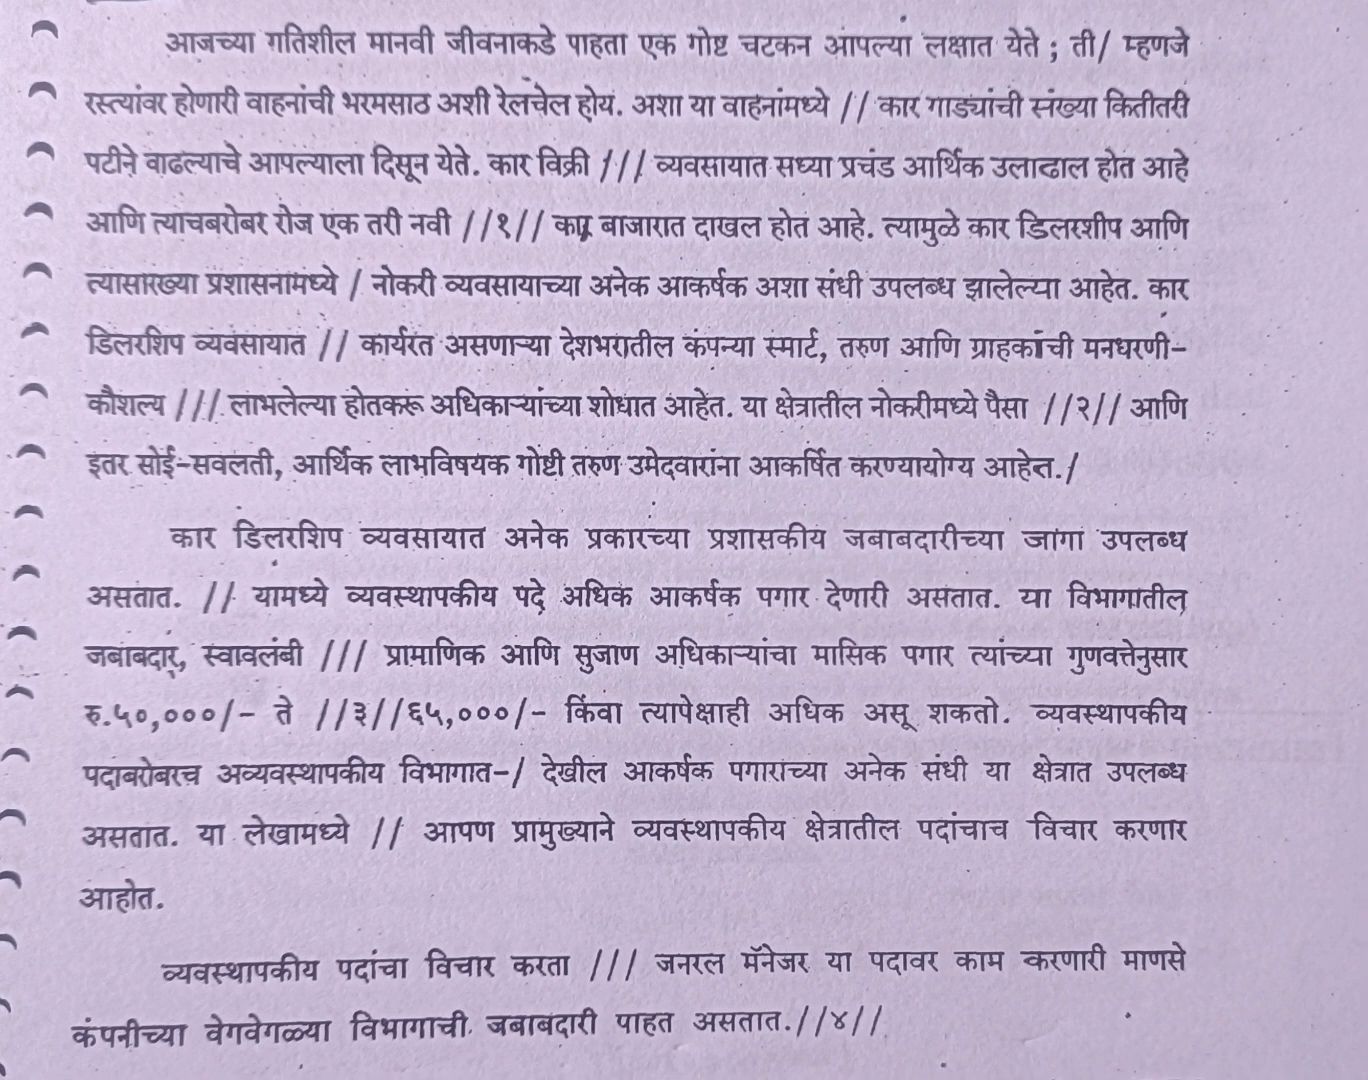 आजच्या गतिशील मानवी जीवनाकडे पाहता एक गोष्ट चटकन आपल्या लक्षात येते ; ती/ म्हणजे
रस्त्यांवर होणारी वाहनांची भरमसाठ अशी रेलचेल होय. अशा या वाहनांमध्ये // कार गाड्यांची संख्या कितीतरी
पटीने वाढल्याचे आपल्याला दिसून येते. कार विक्री /// व्यवसायात सध्या प्रचंड आर्थिक उलाढाल होत आहे
आणि त्याचबरोबर रोज एक तरी नवी //१// कार बाजारात दाखल होत आहे. त्यामुळे कार डिलरशीप आणि
त्यासारख्या प्रशासनामध्ये / नोकरी व्यवसायाच्या अनेक आकर्षक अशा संधी उपलब्ध झालेल्या आहेत. कार
डिलरशिप व्यवसायात // कार्यरत असणाऱ्या देशभरातील कंपन्या स्मार्ट, तरुण आणि ग्राहकांची मनधरणी-
कौशल्य /// लाभलेल्या होतकरू अधिकाऱ्यांच्या शोधात आहेत. या क्षेत्रातील नोकरीमध्ये पैसा //२// आणि
इतर सोई-सवलती, आर्थिक लाभविषयक गोष्टी तरुण उमेदवारांना आकर्षित करण्यायोग्य आहेत./
कार डिलरशिप व्यवसायात अनेक प्रकारच्या प्रशासकीय जबाबदारीच्या जागा उपलब्ध
असतात. // यामध्ये व्यवस्थापकीय पदे अधिक आकर्षक पगार देणारी असतात. या विभागातील
जबाबदार, स्वावलंबी /// प्रामाणिक आणि सुजाण अधिकाऱ्यांचा मासिक पगार त्यांच्या गुणवत्तेनुसार
रु.५०,०००/- ते //३//६५,०००/- किंवा त्यापेक्षाही अधिक असू शकतो. व्यवस्थापकीय
पदाबरोबरच अव्यवस्थापकीय विभागात-/ देखील आकर्षक पगाराच्या अनेक संधी या क्षेत्रात उपलब्ध
असतात. या लेखामध्ये // आपण प्रामुख्याने व्यवस्थापकीय क्षेत्रातील पदांचाच विचार करणार
आहोत.
व्यवस्थापकीय पदांचा विचार करता /// जनरल मॅनेजर या पदावर काम करणारी माणसे
कंपनीच्या वेगवेगळ्या विभागाची जबाबदारी पाहत असतात.//४//